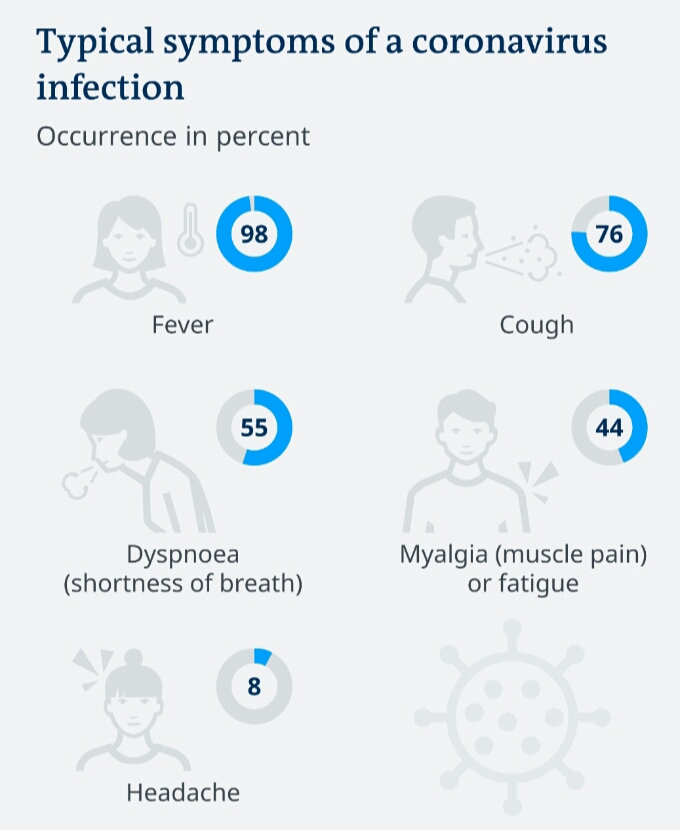 Typical symptoms of a coronavirus
infection
Occurrence in percent
98
Fever
76
Cough
55
Dyspnoea
(shortness of breath)
44
Myalgia (muscle pain)
or fatigue
8
Headache